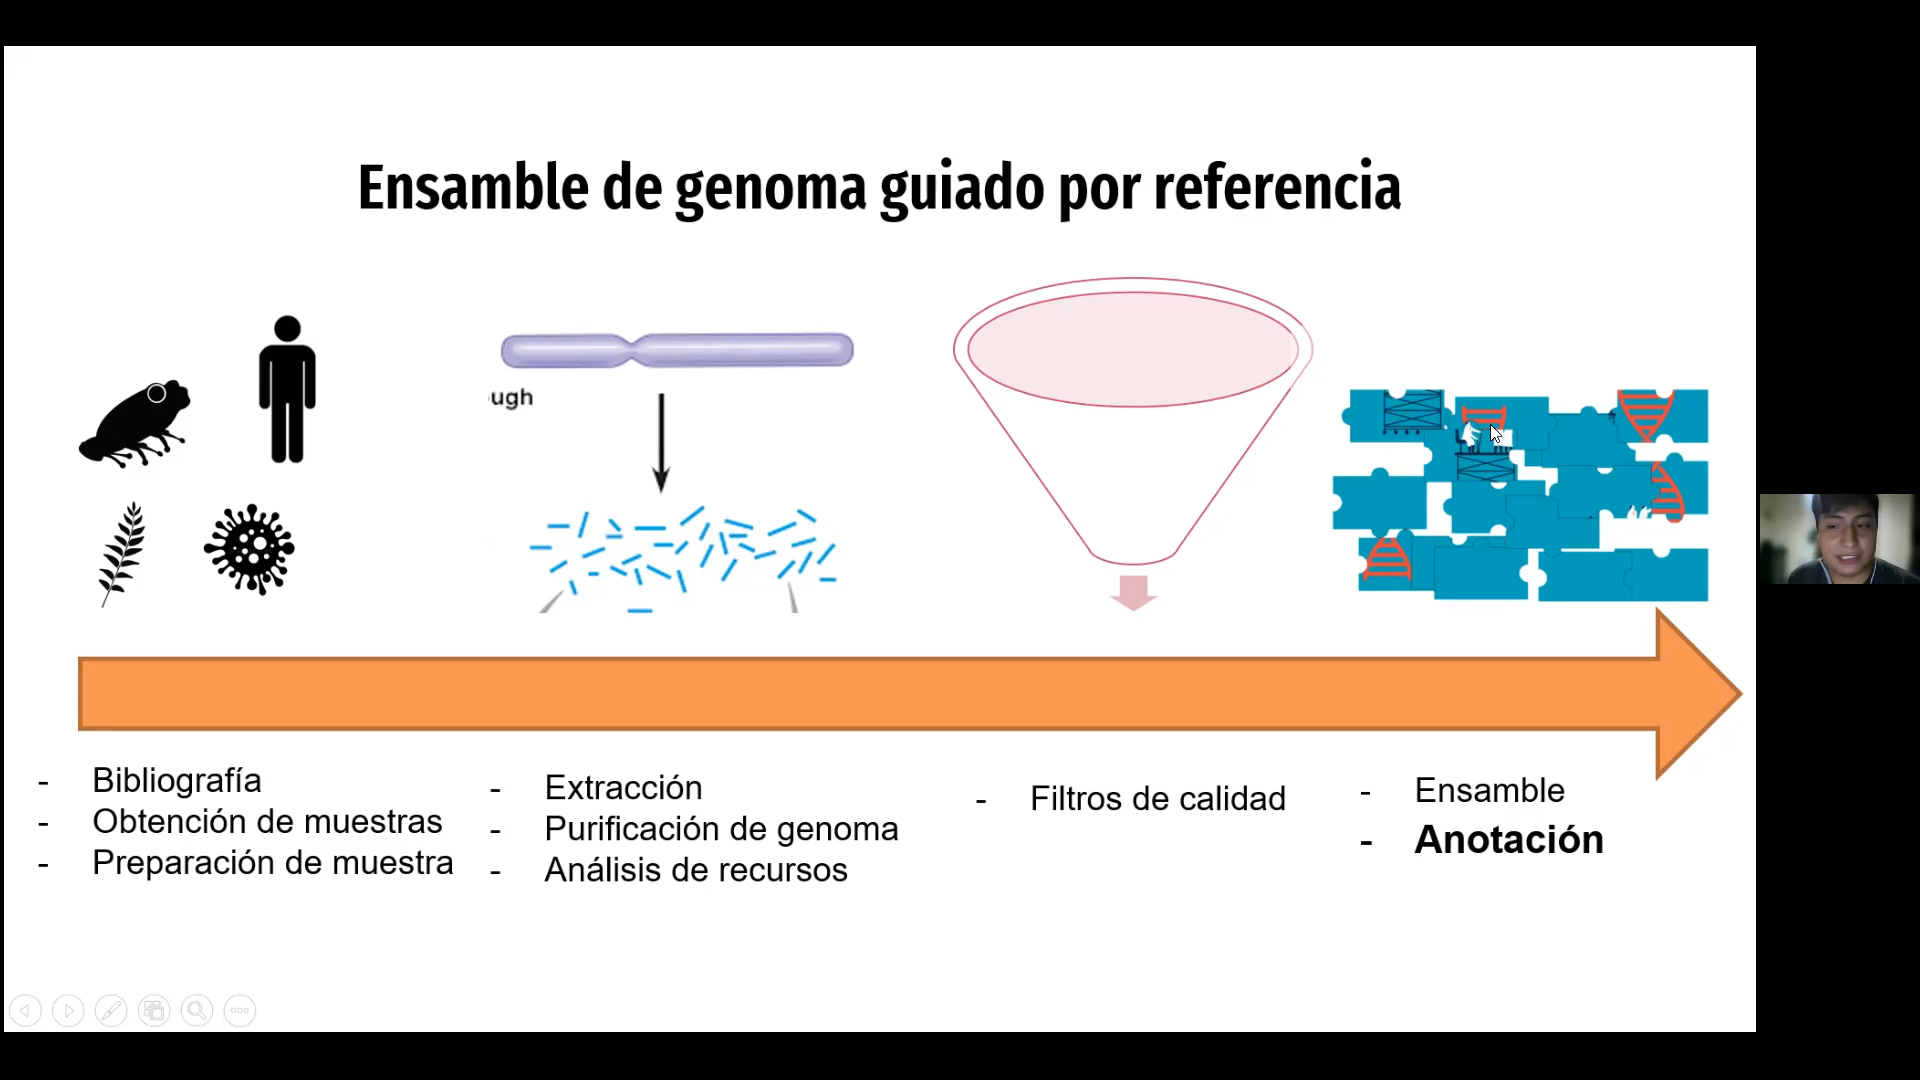 Ensamble de genoma guiado por referencia
ugh
- Bibliografía
- Obtención de muestras
- Preparación de muestra
- Extracción
- Purificación de genoma
- Análisis de recursos
- Filtros de calidad
- Ensamble
- Anotación